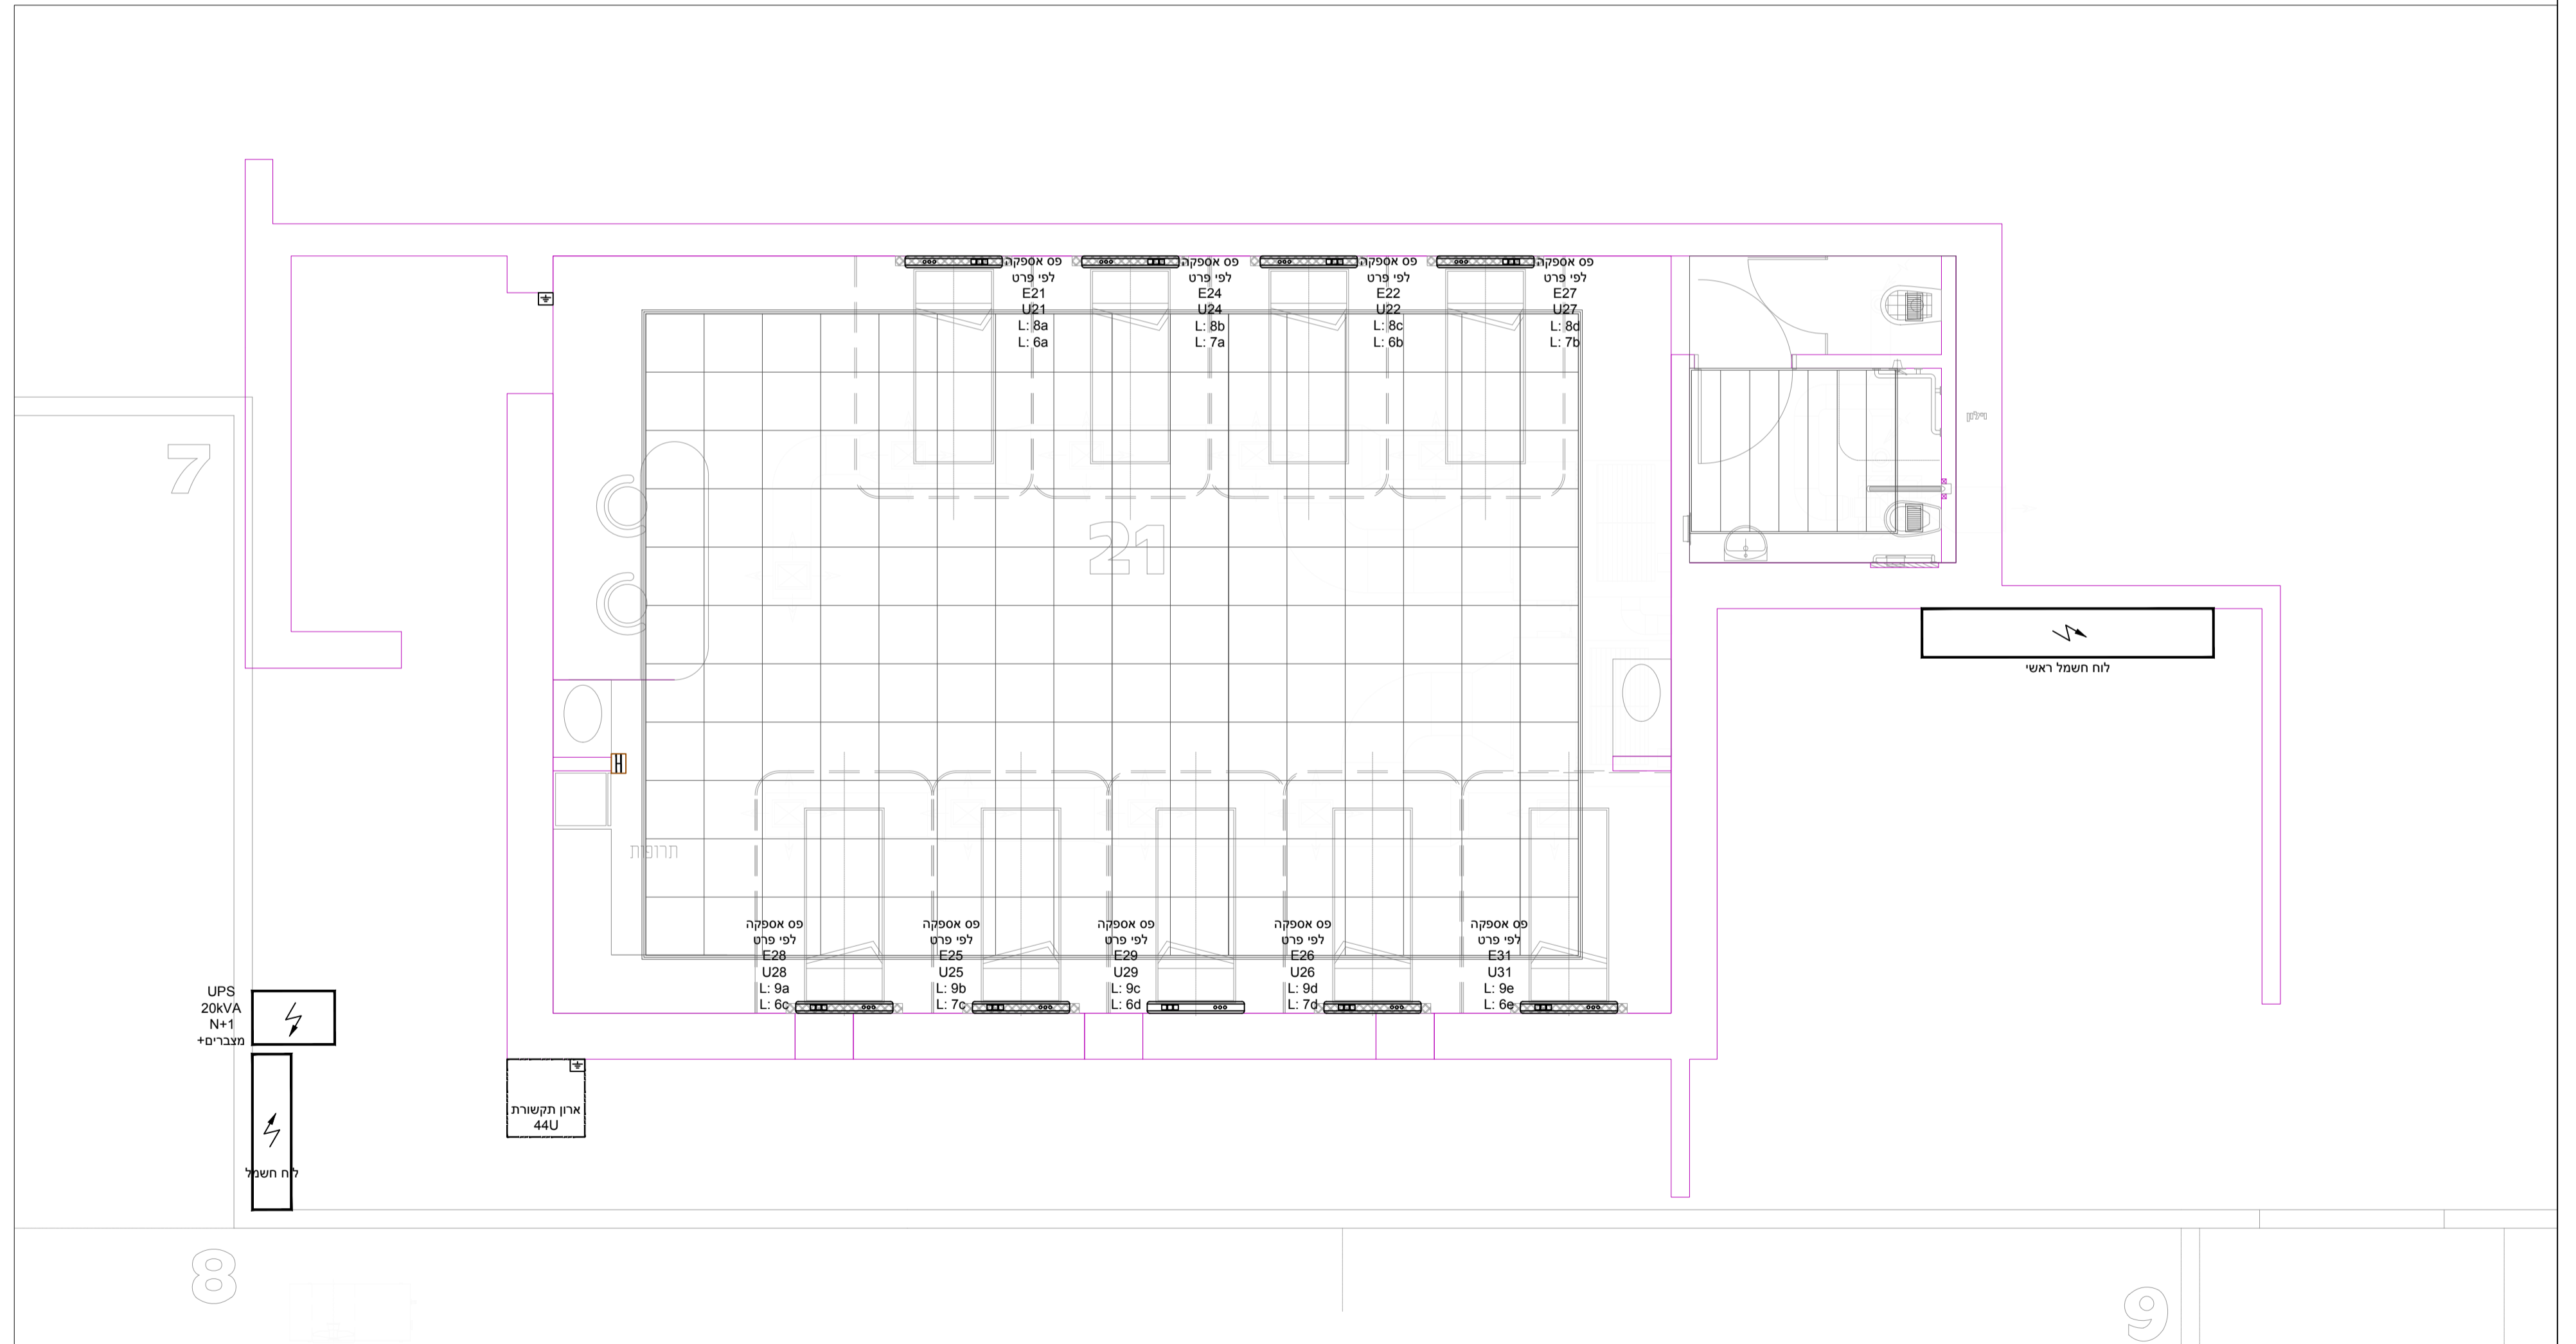 פס אספקה
לפי פרט
E21
U21
L: 8a
L: 6a
פס אספקה
לפי פרט
E24
U24
L: 8b
L: 7a
פס אספקה
לפי פרט
E22
U22
L: 8c
L: 6b
פס אספקה
לפי פרט
E27
U27
L: 8d
L: 7b
וילון
7
21
לוח חשמל ראשי
תרופות
פס אספקה
לפי פרט
E28
U28
L: 9a
L: 6c
פס אספקה
לפי פרט
E25
U25
L: 9b
L: 7c
פס אספקה
לפי פרט
E29
U29
L: 9c
L: 6d
פס אספקה
לפי פרט
E26
U26
L: 9d
L: 7d
פס אספקה
לפי פרט
E31
U31
L: 9e
L: 6e
UPS
20kVA
N+1
+מצברים
ארון תקשורת
44U
לוח חשמל
8
9